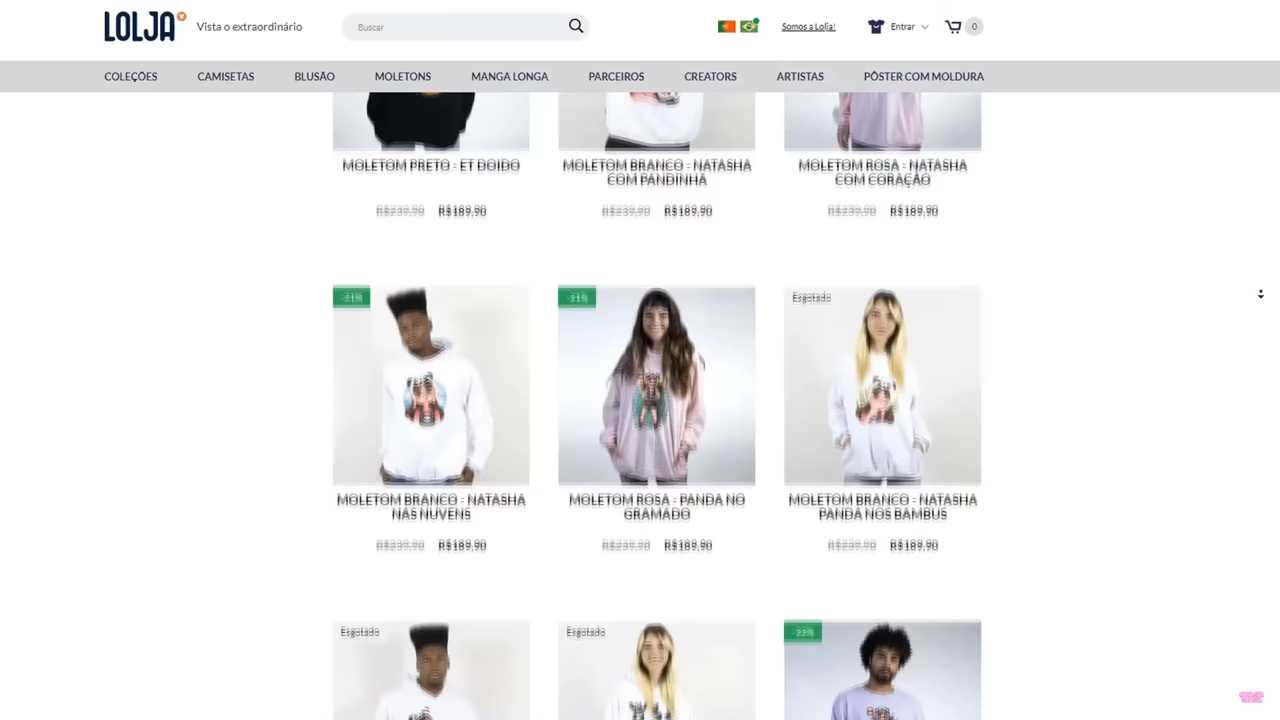 LOLJA
Vista o extraordinário
Buscar
Somos a Lolja!
Entrar
0
COLEÇÕES CAMISETAS BLUSÃO MOLETONS MANGA LONGA PARCEIROS CREATORS ARTISTAS PÔSTER COM MOLDURA
MOLETOM PRETO - ET DOIDO
R$239,90 R$189,90
MOLETOM BRANCO - NATASHA
COM PANDINHA
R$239,90 R$189,90
MOLETOM ROSA - NATASHA
COM CORAÇÃO
R$239,90 R$189,90
-21%
MOLETOM BRANCO - NATASHA
NAS NUVENS
R$239,90 R$189,90
-21%
MOLETOM ROSA - PANDA NO
GRAMADO
R$239,90 R$189,90
Esgotado
MOLETOM BRANCO - NATASHA
PANDA NOS BAMBUS
R$239,90 R$189,90
Esgotado
Esgotado
-22%